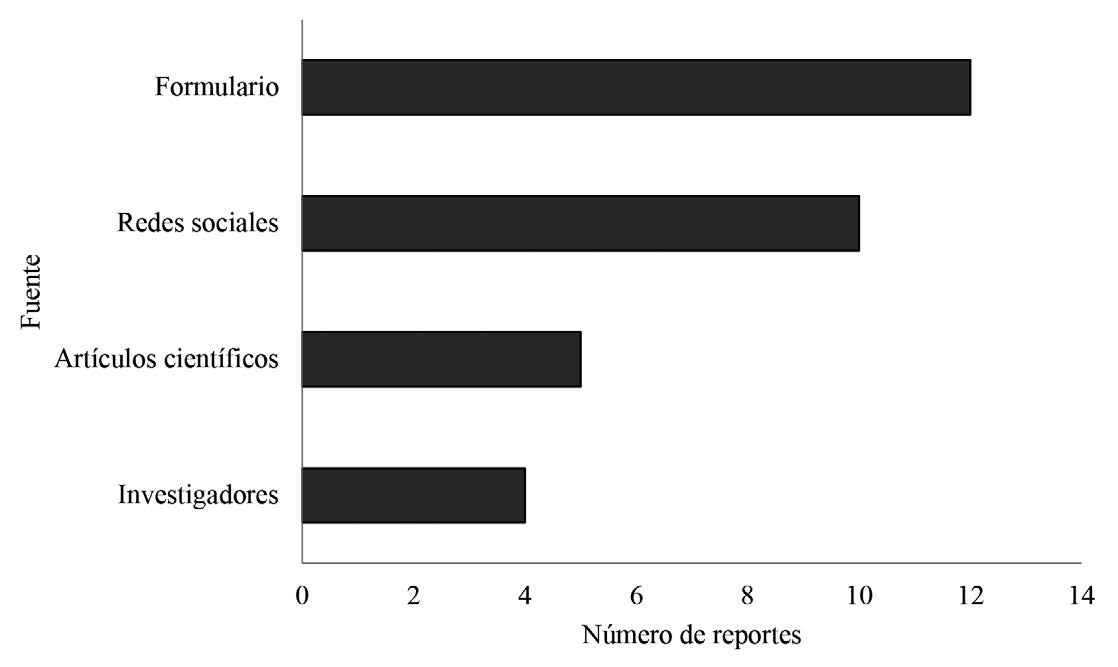 Formulario
Redes sociales
Fuente
Artículos científicos
Investigadores
0 2 4 6 8 10 12 14
Número de reportes